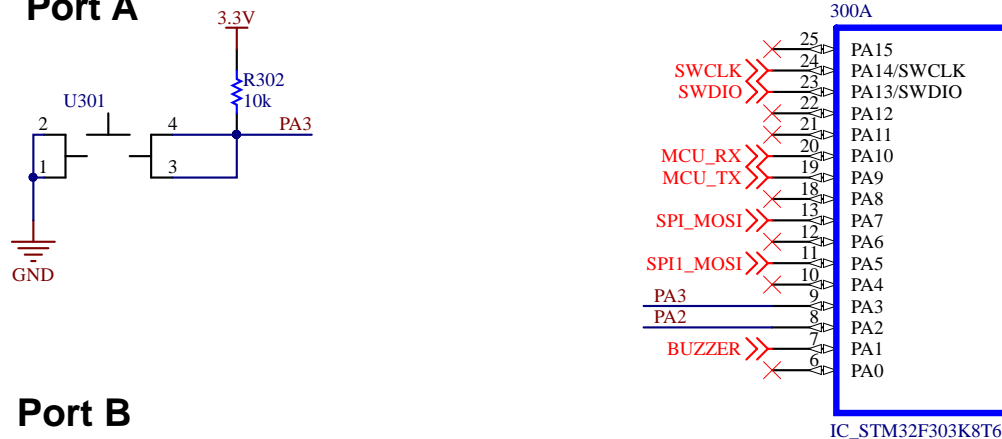 Port A
3.3V
R302
10k
U301
2
4
PA3
1
3
GND
Port B
300A
25
PA15
SWCLK
24
PA14/SWCLK
SWDIO
23
PA13/SWDIO
22
PA12
21
PA11
MCU_RX
20
PA10
MCU_TX
19
PA9
18
PA8
SPI_MOSI
13
PA7
12
PA6
SPI1_MOSI
11
PA5
10
PA4
PA3
9
PA3
PA2
8
PA2
BUZZER
7
PA1
6
PA0
IC_STM32F303K8T6